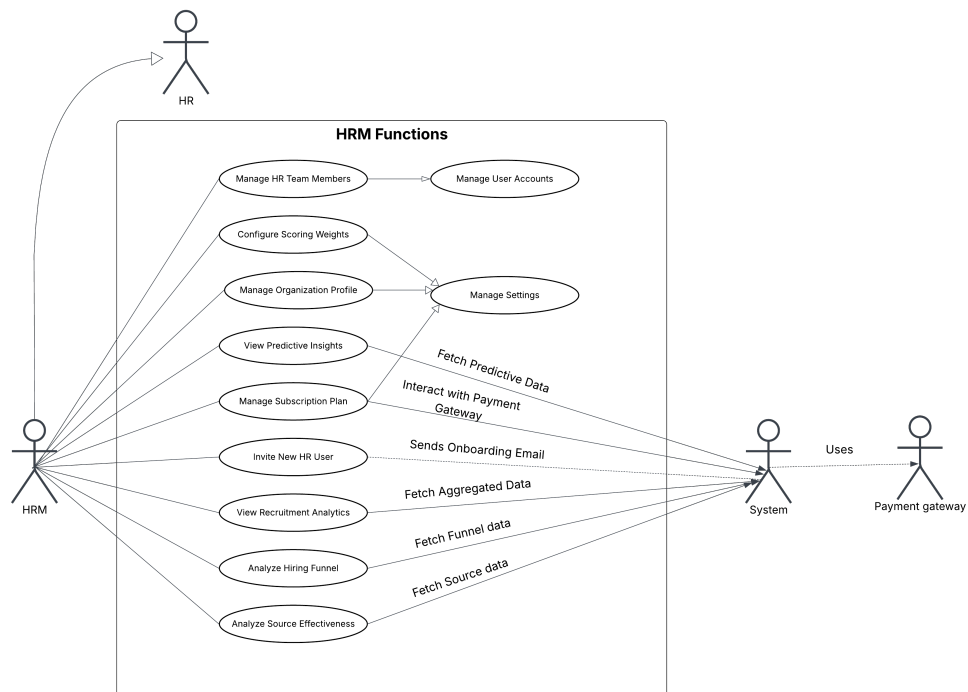 HR
HRM Functions
Manage HR Team Members
Manage User Accounts
Configure Scoring Weights
Manage Organization Profile
Manage Settings
View Predictive Insights
Fetch Predictive Data
Manage Subscription Plan
Interact with Payment
Gateway
Invite New HR User
Sends Onboarding Email
Uses
HRM
View Recruitment Analytics
Fetch Aggregated Data
System
Payment gateway
Analyze Hiring Funnel
Fetch Funnel data
Analyze Source Effectiveness
Fetch Source data